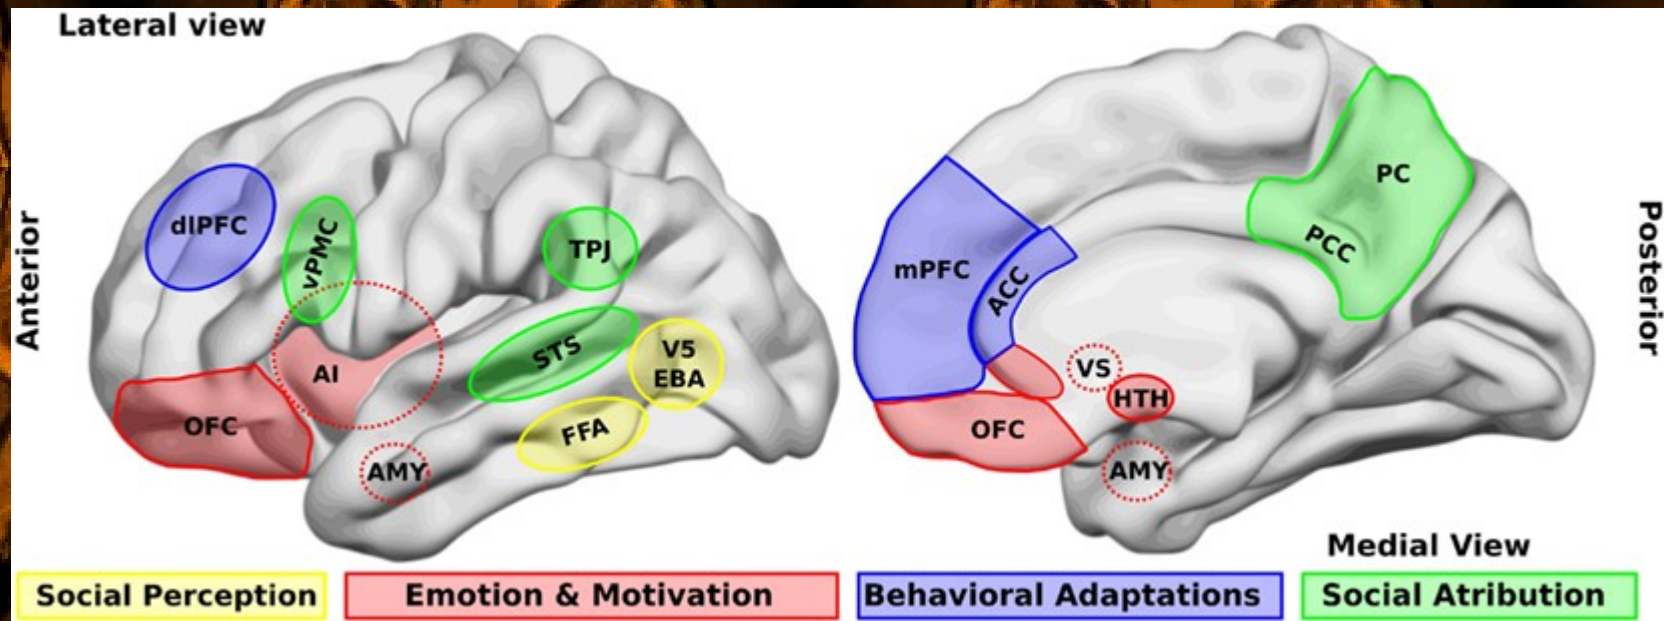 Lateral view
Anterior
dlPFC
vPMC
TPJ
STS
V5
EBA
FFA
AI
OFC
AMY
mPFC
ACC
PC
PCC
VS
HTH
OFC
AMY
Posterior
Medial View
Social Perception
Emotion & Motivation
Behavioral Adaptations
Social Atribution